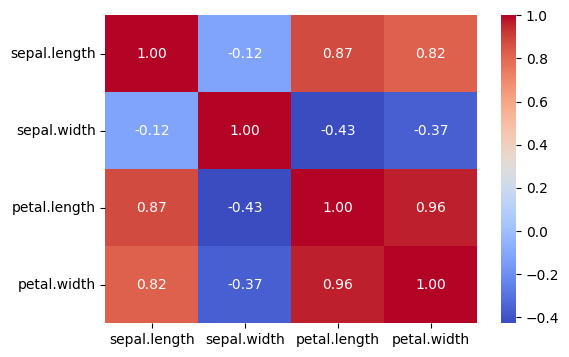 sepal.length 1.00 -0.12 0.87 0.82
sepal.width -0.12 1.00 -0.43 -0.37
petal.length 0.87 -0.43 1.00 0.96
petal.width 0.82 -0.37 0.96 1.00
sepal.length sepal.width petal.length petal.width
1.0
0.8
0.6
0.4
0.2
0.0
−0.2
−0.4